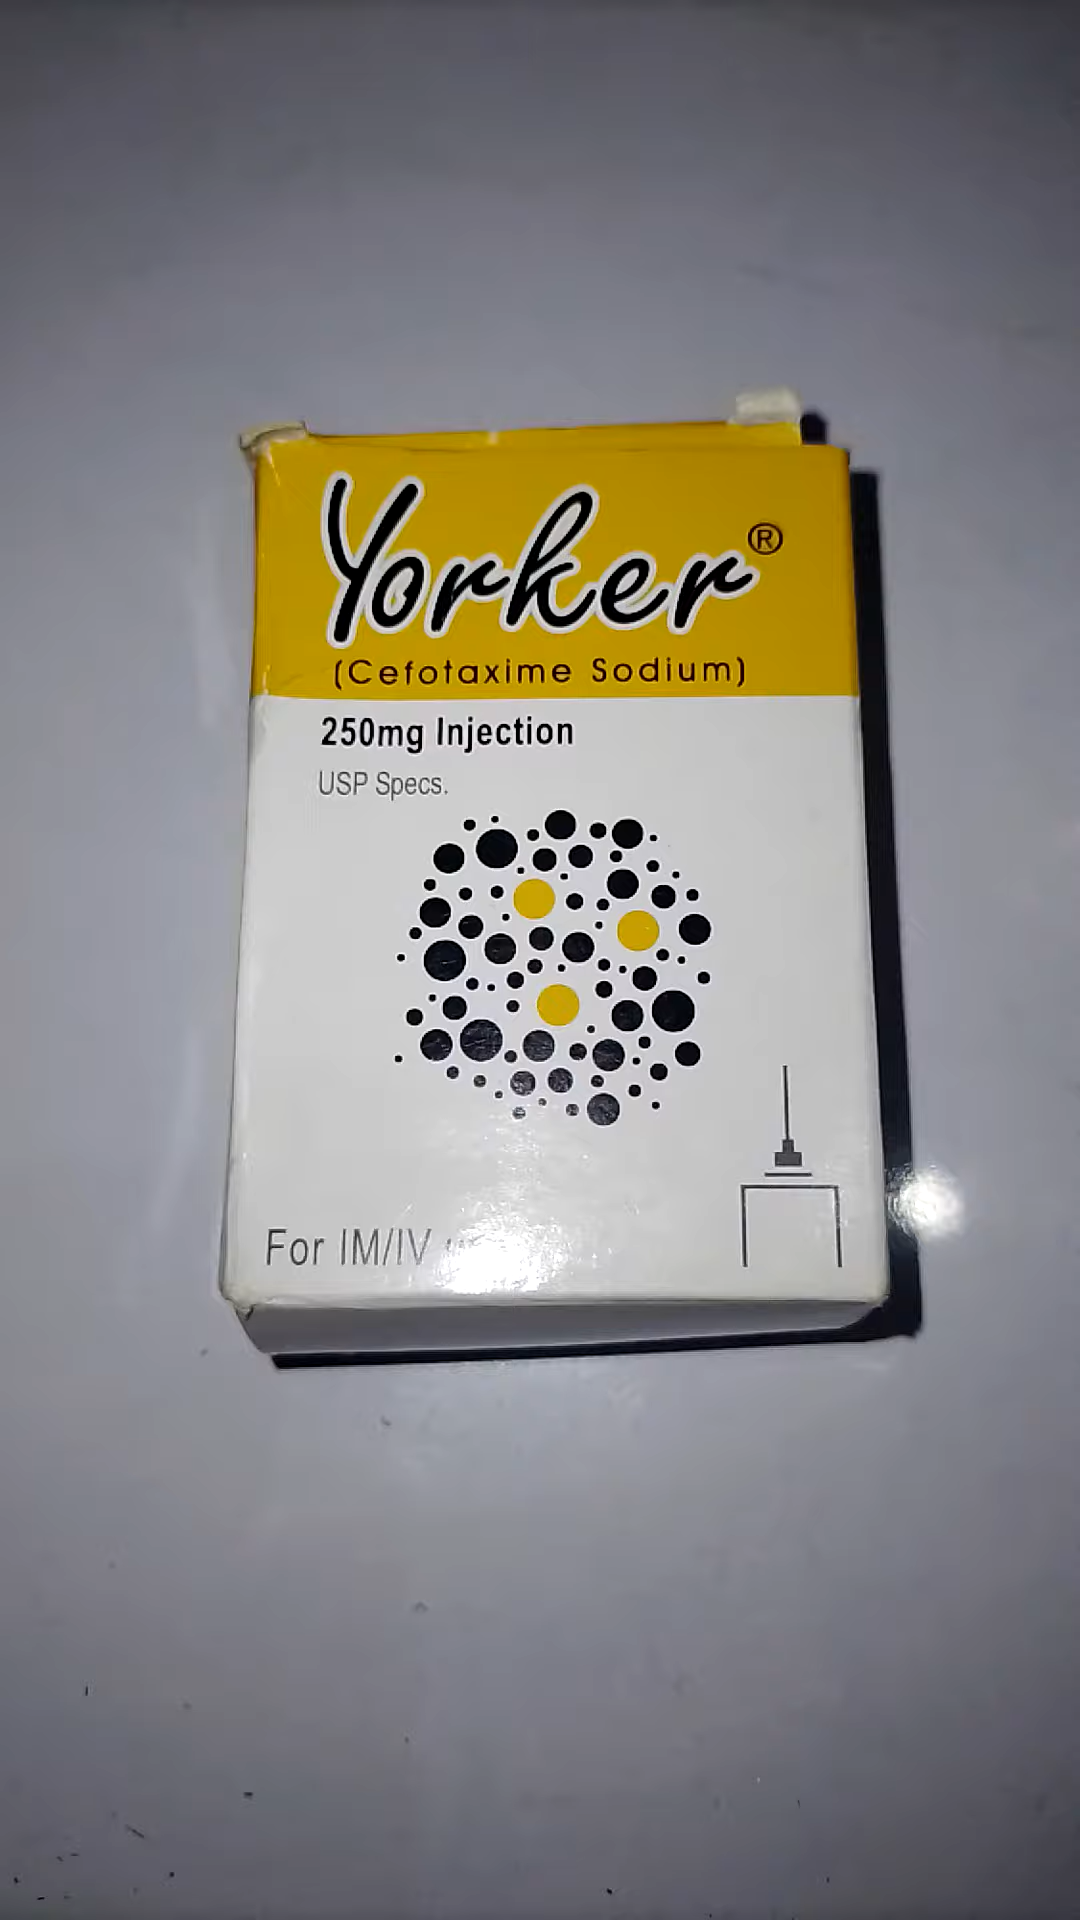 Yorker®
(Cefotaxime Sodium)
250mg Injection
USP Specs.
For IM/IV